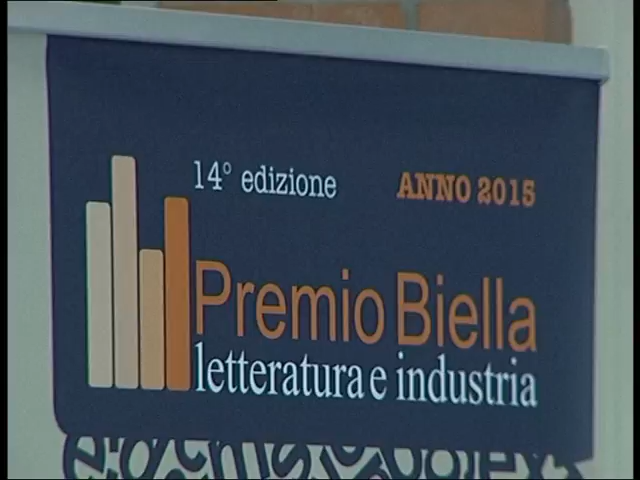 14° edizione ANNO 2015
Premio Biella
letteratura e industria